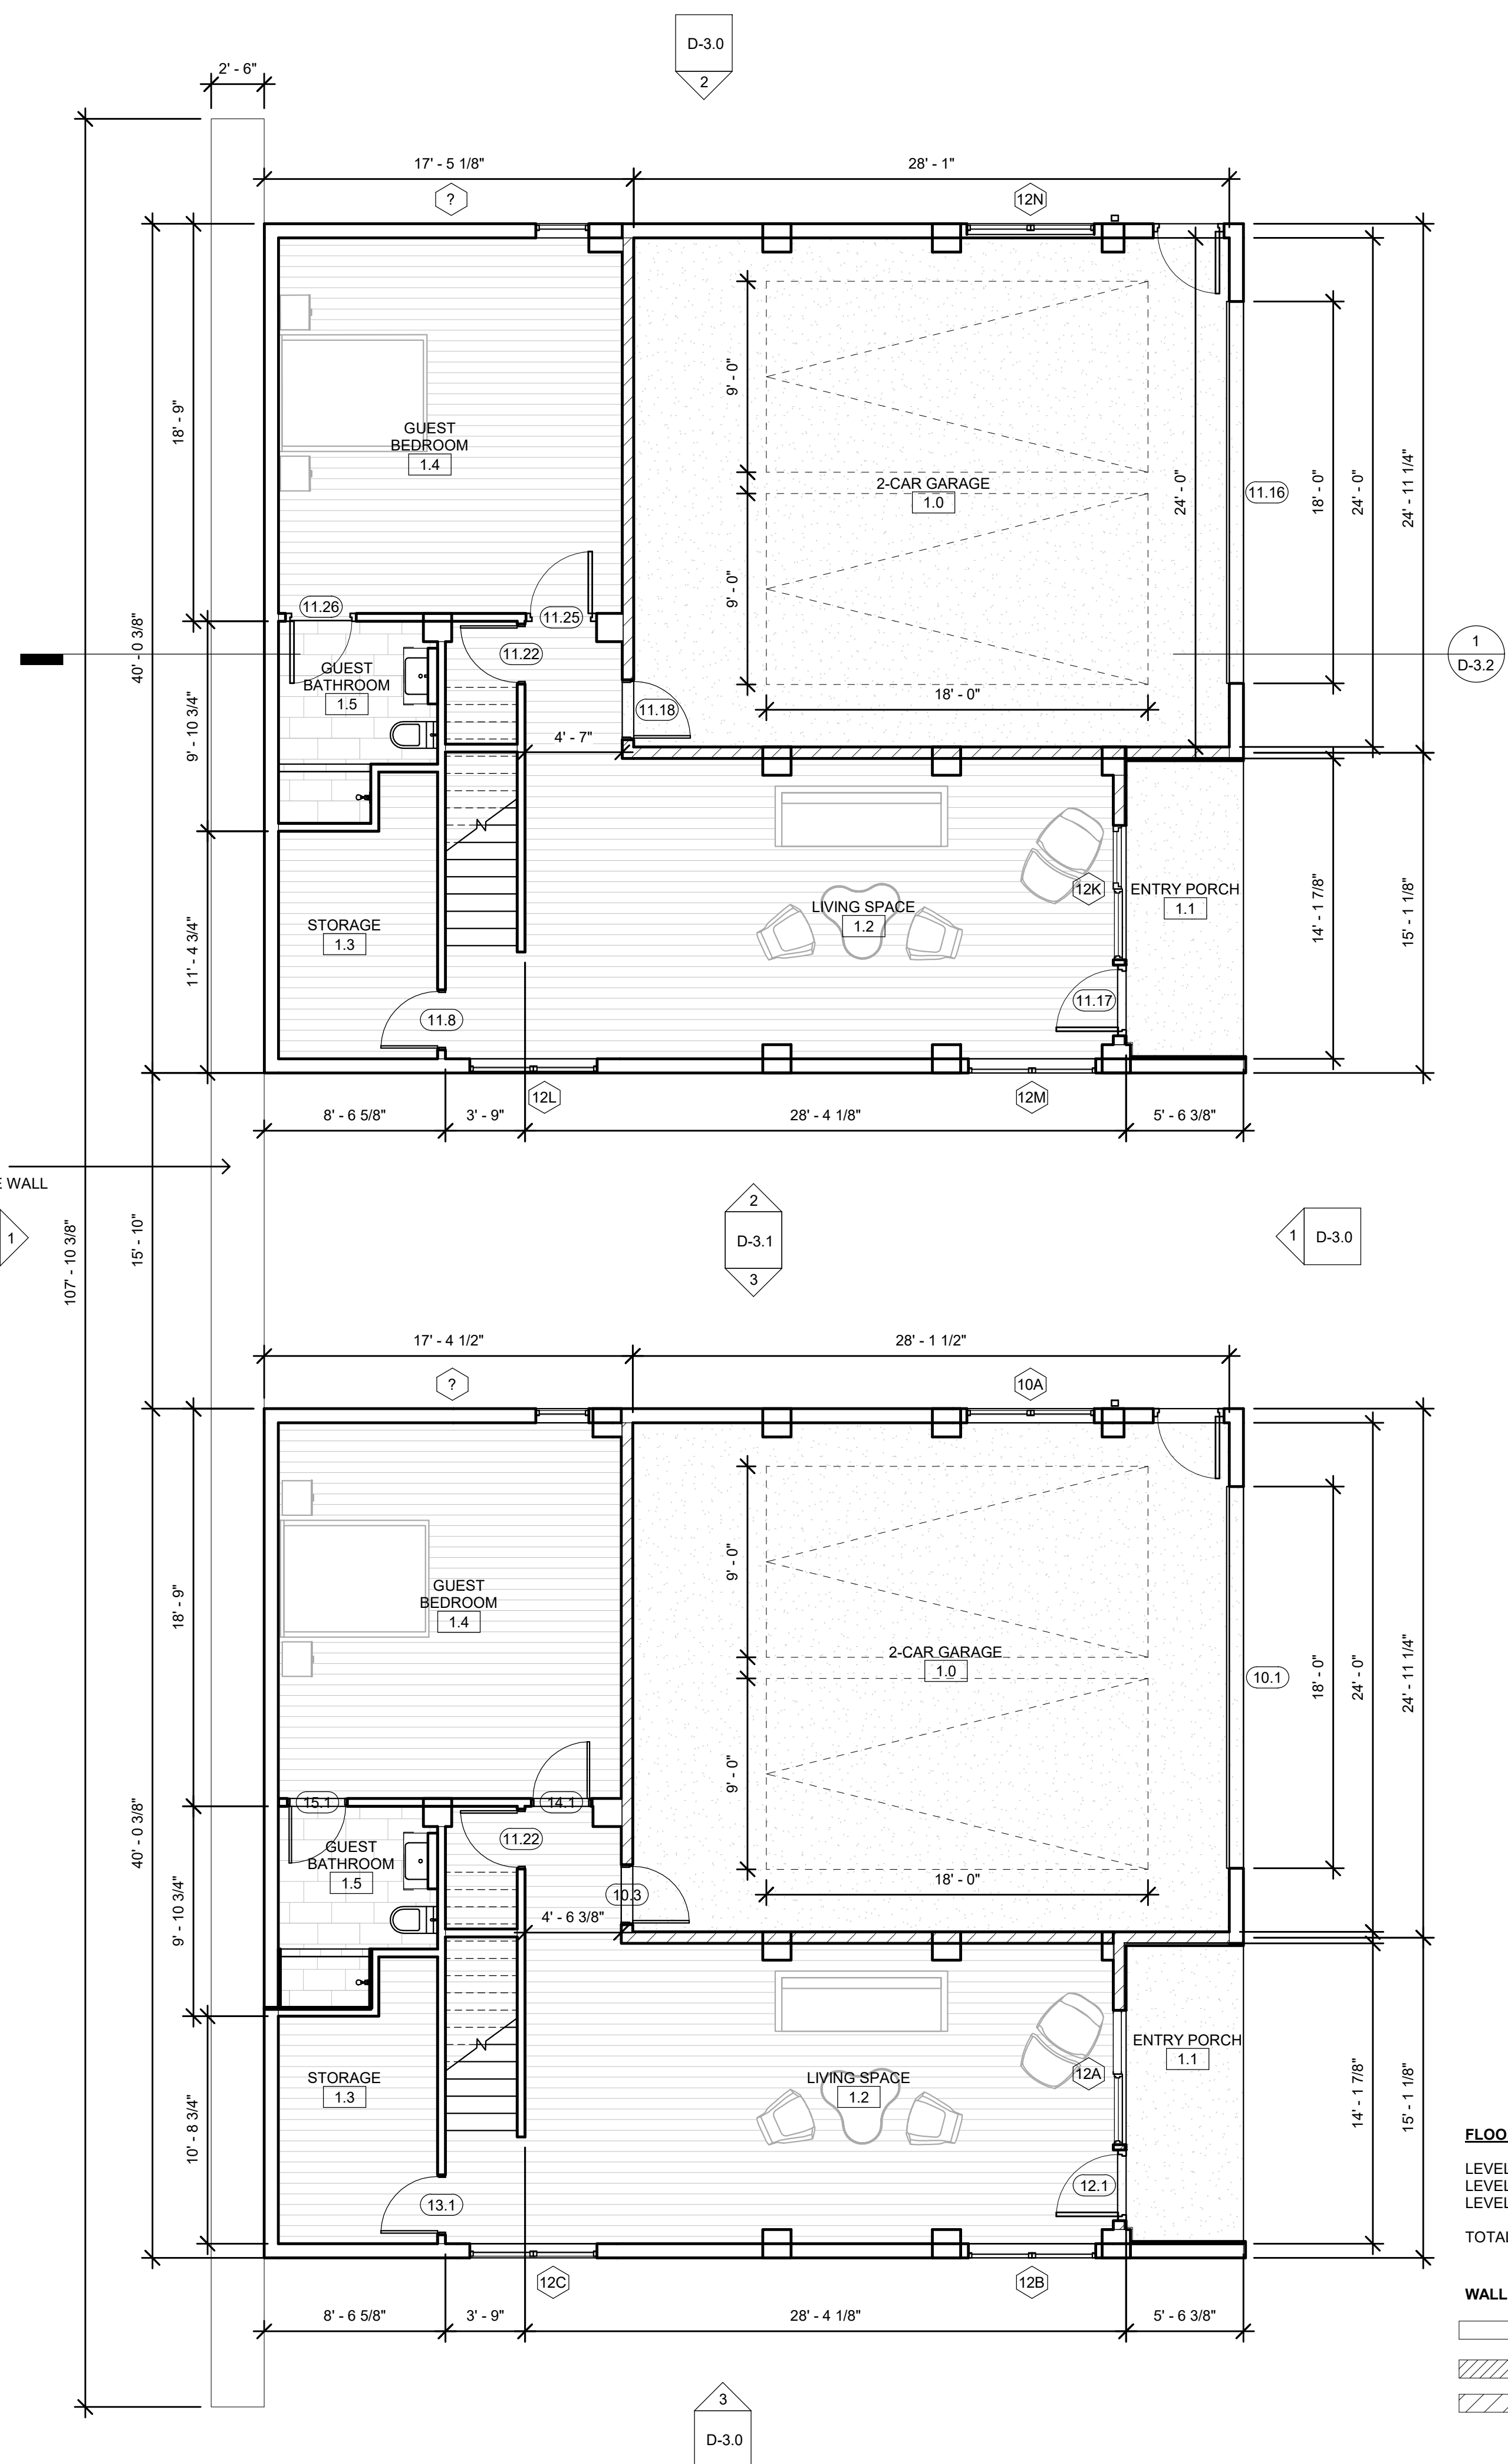 D-3.0
2
2' - 6"
17' - 5 1/8"
28' - 1"
?
12N
18' - 9"
40' - 0 3/8"
9' - 10 3/4"
11' - 4 3/4"
GUEST
BEDROOM
1.4
9' - 0"
2-CAR GARAGE
1.0
9' - 0"
18' - 0"
24' - 0"
11.16
18' - 0"
24' - 0"
24' - 11 1/4"
11.26
11.25
11.22
GUEST
BATHROOM
1.5
11.18
4' - 7"
1
D-3.2
N
STORAGE
1.3
LIVING SPACE
1.2
12K
ENTRY PORCH
1.1
14' - 1 7/8"
15' - 1 1/8"
11.8
11.17
12L
12M
8' - 6 5/8"
3' - 9"
28' - 4 1/8"
5' - 6 3/8"
WALL
1
107' - 10 3/8"
15' - 10"
2
D-3.1
3
1
D-3.0
17' - 4 1/2"
28' - 1 1/2"
?
10A
18' - 9"
40' - 0 3/8"
9' - 10 3/4"
10' - 8 3/4"
GUEST
BEDROOM
1.4
9' - 0"
2-CAR GARAGE
1.0
9' - 0"
18' - 0"
10.1
18' - 0"
24' - 0"
24' - 11 1/4"
15.1
14.1
11.22
GUEST
BATHROOM
1.5
10.3
4' - 6 3/8"
N
STORAGE
1.3
LIVING SPACE
1.2
12A
ENTRY PORCH
1.1
14' - 1 7/8"
15' - 1 1/8"
13.1
12.1
12C
12B
8' - 6 5/8"
3' - 9"
28' - 4 1/8"
5' - 6 3/8"
FLOO
LEVEL
LEVEL
LEVEL
TOTAL
WALL
3
D-3.0